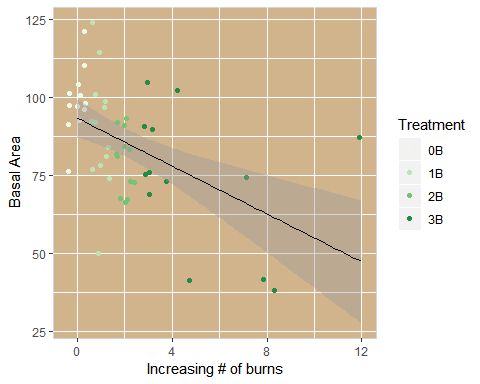 125
100
75
50
25
0
4
8
12
Basal Area
Increasing # of burns
Treatment
0B
1B
2B
3B